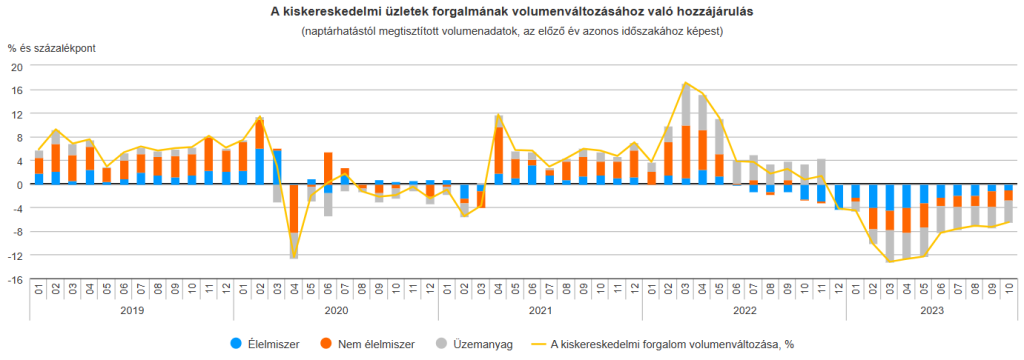 A kiskereskedelmi üzletek forgalmának volumenváltozásához való hozzájárulás
(naptárhatástól megtisztított volumenadatok, az előző év azonos időszakához képest)
% és százalékpont
20
16
12
8
4
0
-4
-8
-12
-16
01 02 03 04 05 06 07 08 09 10 11 12 01 02 03 04 05 06 07 08 09 10 11 12 01 02 03 04 05 06 07 08 09 10 11 12 01 02 03 04 05 06 07 08 09 10 11 12 01 02 03 04 05 06 07 08 09 10
2019 2020 2021 2022 2023
Élelmiszer Nem élelmiszer Üzemanyag A kiskereskedelmi forgalom volumenváltozása, %